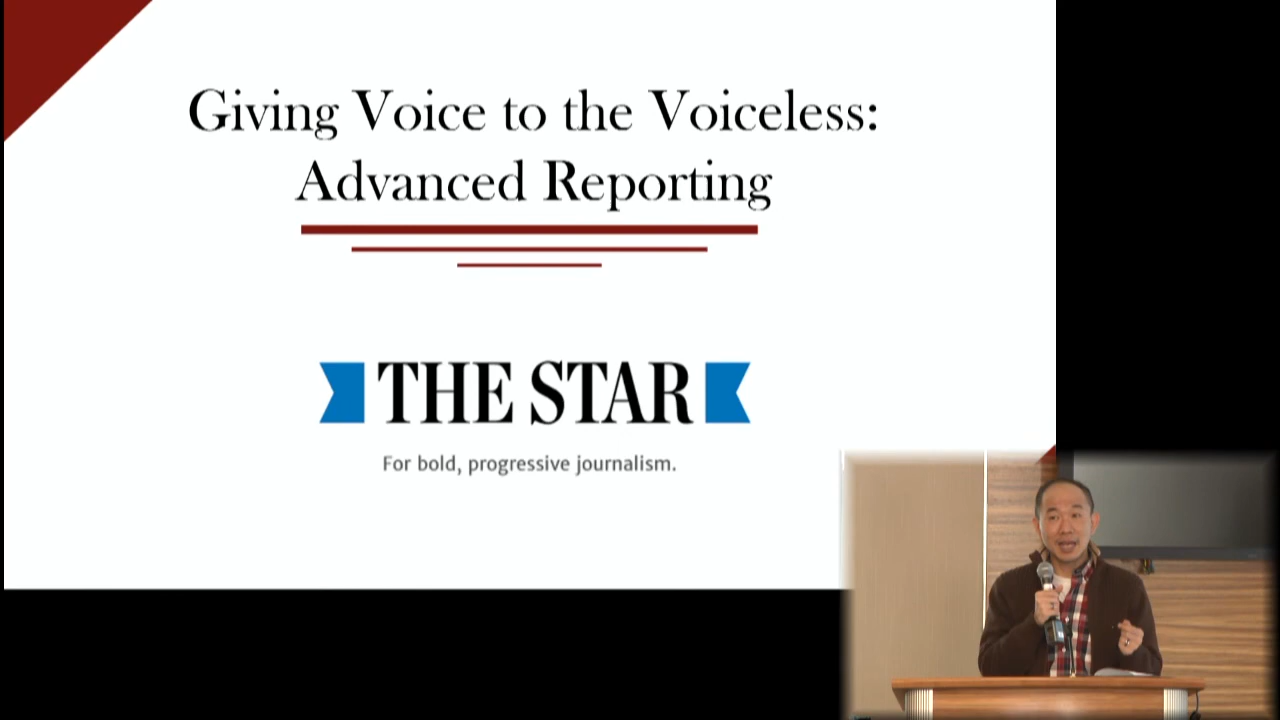 Giving Voice to the Voiceless:
Advanced Reporting
THE STAR
For bold, progressive journalism.